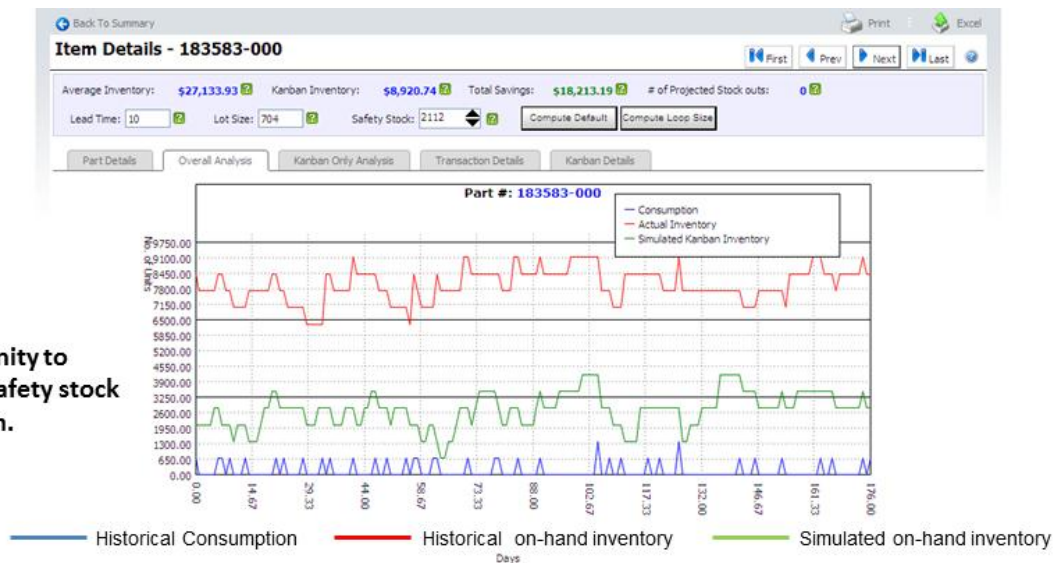 Back To Summary
Print
Excel
Item Details - 183583-000
First
Prev
Next
Last
Average Inventory: $27,133.93
Kanban Inventory: $8,920.74
Total Savings: $18,213.19
# of Projected Stock outs: 0
Lead Time: 10
Lot Size: 704
Safety Stock: 2112
Compute Default
Compute Loop Size
Part Details
Overall Analysis
Kanban Only Analysis
Transaction Details
Kanban Details
Part #: 183583-000
Consumption
Actual Inventory
Simulated Kanban Inventory
No. of Units
9750.00
9100.00
8450.00
7800.00
7150.00
6500.00
5850.00
5200.00
4550.00
3900.00
3250.00
2600.00
1950.00
1300.00
650.00
0.00
nity to
afety stock
n.
0.00
14.67
29.33
44.00
58.67
73.33
88.00
102.67
117.33
132.00
146.67
161.33
176.00
Historical Consumption
Historical on-hand inventory
Simulated on-hand inventory
Days